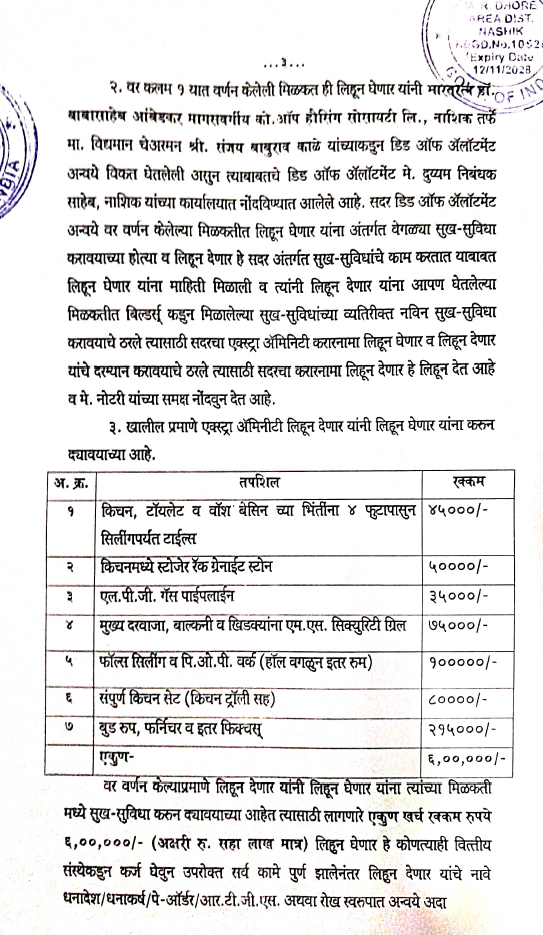 R. DHORE
AREA DIST.
NASHIK
REGD.No.1052
Expiry Date
12/11/2028
OF IND
INDIA
...३...
२. वर कलम १ यात वर्णन केलेली मिळकत ही लिहून घेणार यांनी भारतरत्न डॉ.
बाबासाहेब आंबेडकर मागासवर्गीय को.ऑप हौसिंग सोसायटी लि., नाशिक तर्फे
मा. विद्यमान चेअरमन श्री. संजय बाबुराव काळे यांच्याकडुन डिड ऑफ अ‍ॅलॉटमेंट
अन्वये विकत घेतलेली असुन त्याबाबतचे डिड ऑफ अ‍ॅलॉटमेंट मे. दुय्यम निबंधक
साहेब, नाशिक यांच्या कार्यालयात नोंदविण्यात आलेले आहे. सदर डिड ऑफ अ‍ॅलॉटमेंट
अन्वये वर वर्णन केलेल्या मिळकतीत लिहून घेणार यांना अंतर्गत वेगळ्या सुख-सुविधा
करावयाच्या होत्या व लिहून देणार हे सदर अंतर्गत सुख-सुविधांचे काम करतात याबाबत
लिहून घेणार यांना माहिती मिळाली व त्यांनी लिहून देणार यांना आपण घेतलेल्या
मिळकतीत बिल्डर्स् कडुन मिळालेल्या सुख-सुविधांच्या व्यतिरीक्त नविन सुख-सुविधा
करावयाचे ठरले त्यासाठी सदरचा एक्स्ट्रा अ‍ॅमिनिटी करारनामा लिहून घेणार व लिहून देणार
यांचे दरम्यान करावयाचे ठरले त्यासाठी सदरचा करारनामा लिहून देणार हे लिहून देत आहे
व मे. नोटरी यांच्या समक्ष नोंदवुन देत आहे.
३. खालील प्रमाणे एक्स्ट्रा अ‍ॅमिनीटी लिहून देणार यांनी लिहून घेणार यांना करुन
द्यावयाच्या आहे.
अ. क्र. तपशिल रक्कम
१ किचन, टॉयलेट व वॉश बेसिन च्या भिंतींना ४ फुटापासुन ४५०००/-
सिलींगपर्यंत टाईल्स
२ किचनमध्ये स्टोजेर रॅक ग्रेनाईट स्टोन ५००००/-
३ एल.पी.जी. गॅस पाईपलाईन ३५०००/-
४ मुख्य दरवाजा, बाल्कनी व खिडक्यांना एम.एस. सिक्युरिटी ग्रिल ७५०००/-
५ फॉल्स सिलींग व पि.ओ.पी. वर्क (हॉल वगळुन इतर रुम) १०००००/-
६ संपुर्ण किचन सेट (किचन ट्रॉली सह) ८००००/-
७ वुड रुप, फर्निचर व इतर फिक्चस् २१५०००/-
एकुण- ६,००,०००/-
वर वर्णन केल्याप्रमाणे लिहून देणार यांनी लिहून घेणार यांना त्यांच्या मिळकती
मध्ये सुख-सुविधा करुन द्यावयाच्या आहेत त्यासाठी लागणारे एकुण खर्च रक्कम रुपये
६,००,०००/- (अक्षरी रु. सहा लाख मात्र) लिहून घेणार हे कोणत्याही वित्तीय
संस्थेकडुन कर्ज घेवुन उपरोक्त सर्व कामे पुर्ण झालेनंतर लिहून देणार यांचे नावे
धनादेश/धनाकर्ष/पे-ऑर्डर/आर.टी.जी.एस. अथवा रोख स्वरुपात अन्वये अदा